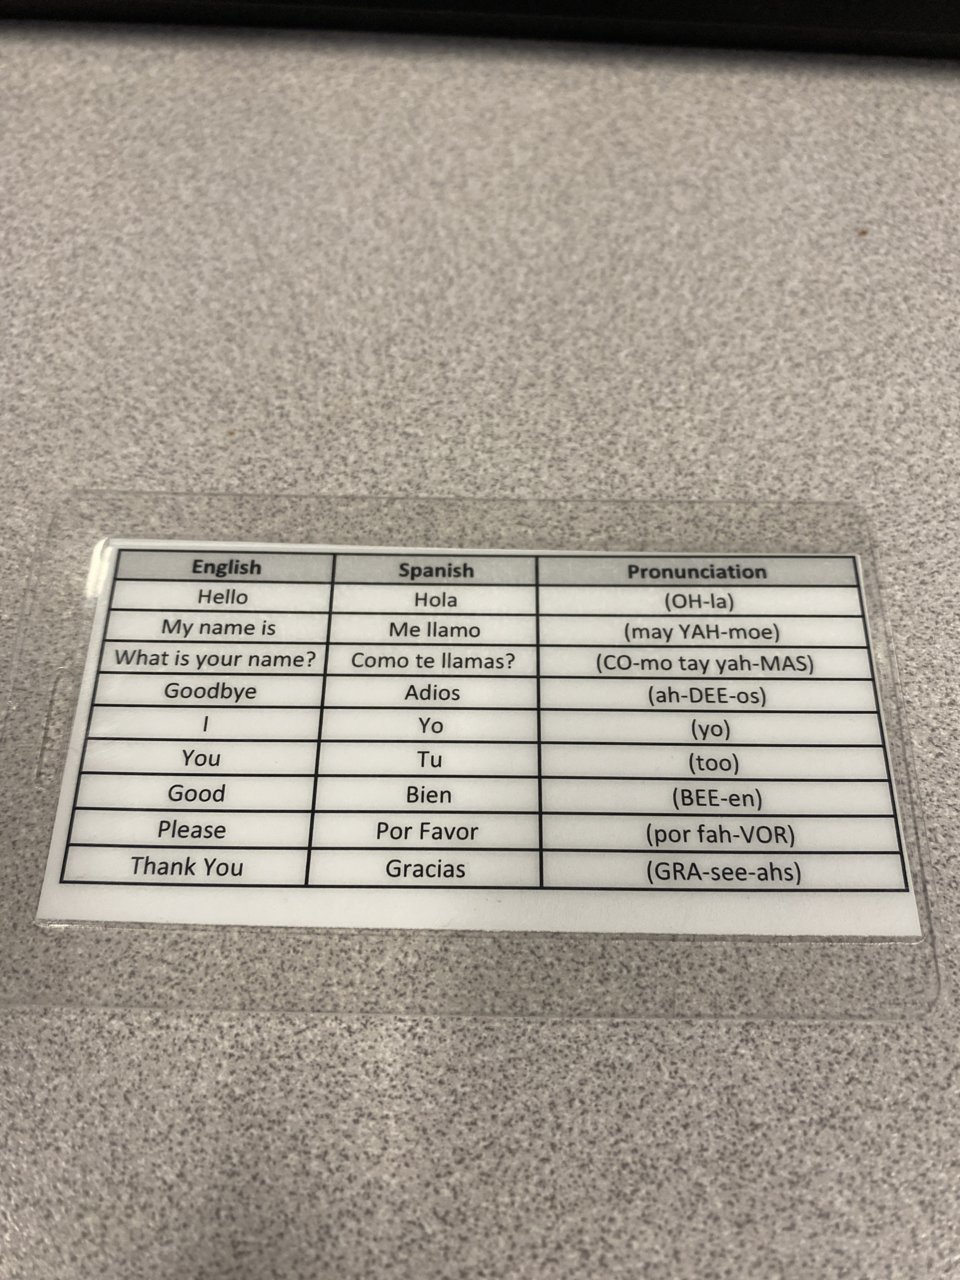 English Spanish Pronunciation
Hello Hola (OH-la)
My name is Me llamo (may YAH-moe)
What is your name? Como te llamas? (CO-mo tay yah-MAS)
Goodbye Adios (ah-DEE-os)
I Yo (yo)
You Tu (too)
Good Bien (BEE-en)
Please Por Favor (por fah-VOR)
Thank You Gracias (GRA-see-ahs)